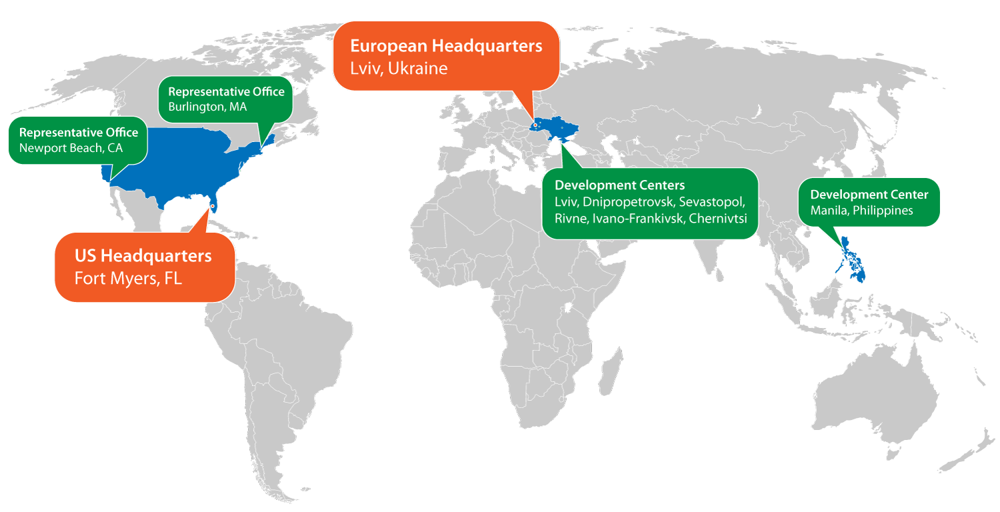 European Headquarters
Lviv, Ukraine
Representative Office
Burlington, MA
Representative Office
Newport Beach, CA
Development Centers
Lviv, Dnipropetrovsk, Sevastopol,
Rivne, Ivano-Frankivsk, Chernivtsi
Development Center
Manila, Philippines
US Headquarters
Fort Myers, FL